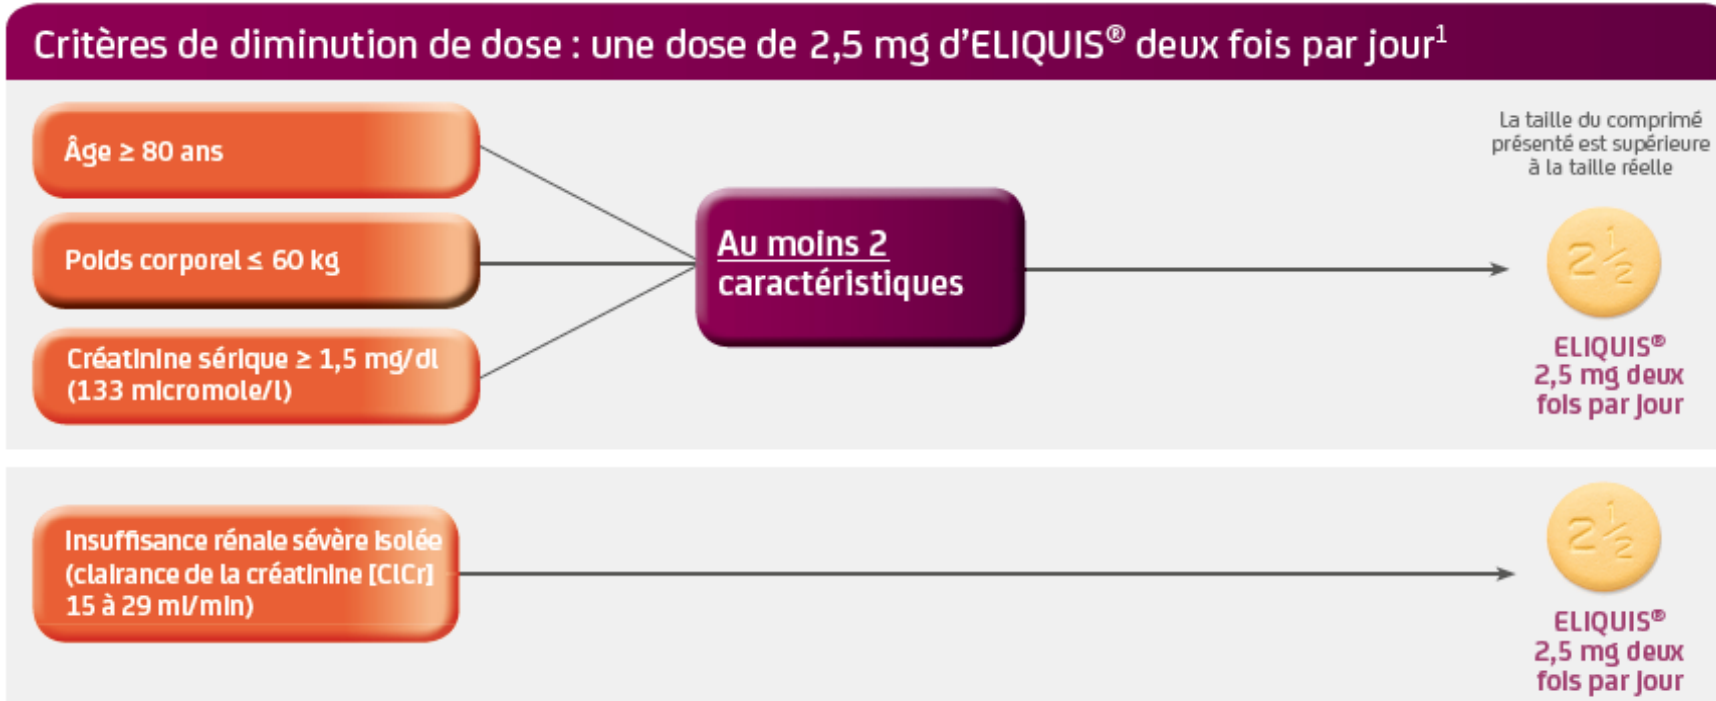 Critères de diminution de dose : une dose de 2,5 mg d'ELIQUIS® deux fois par jour¹
Âge ≥ 80 ans
Poids corporel ≤ 60 kg
Créatinine sérique ≥ 1,5 mg/dl
(133 micromole/l)
Au moins 2
caractéristiques
La taille du comprimé
présenté est supérieure
à la taille réelle
2 ½
ELIQUIS®
2,5 mg deux
fois par jour
Insuffisance rénale sévère isolée
(clairance de la créatinine [ClCr]
15 à 29 ml/min)
2 ½
ELIQUIS®
2,5 mg deux
fois par jour